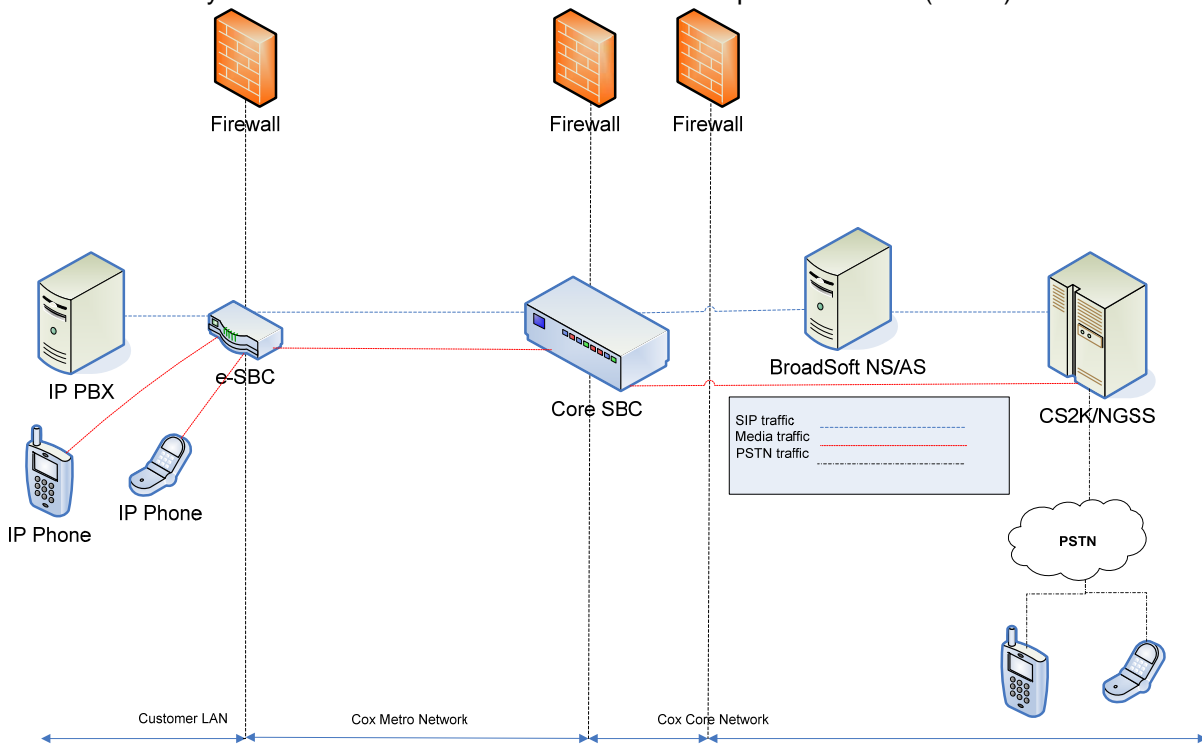 Firewall
Firewall
Firewall
IP PBX
e-SBC
Core SBC
BroadSoft NS/AS
CS2K/NGSS
SIP traffic
Media traffic
PSTN traffic
IP Phone
IP Phone
PSTN
Customer LAN
Cox Metro Network
Cox Core Network